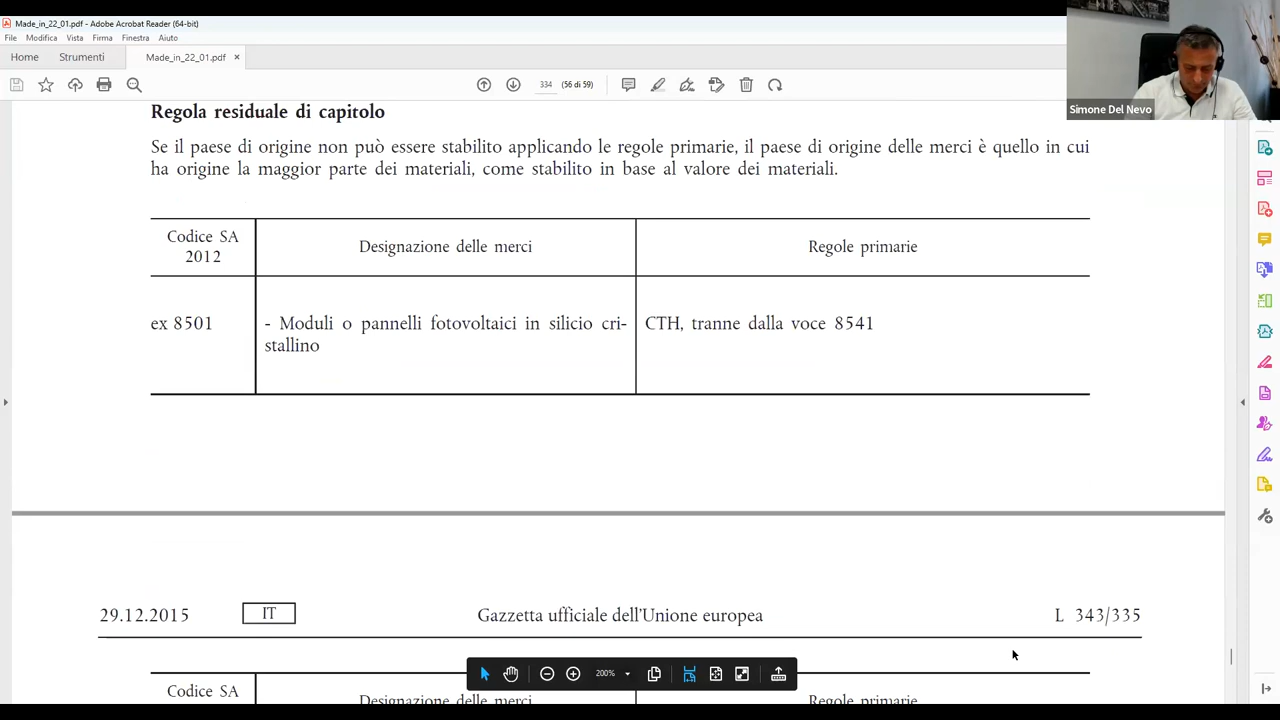 Made_in_22_01.pdf - Adobe Acrobat Reader (64-bit)
File Modifica Vista Firma Finestra Aiuto
Home Strumenti Made_in_22_01.pdf ×
334 (56 di 59)
Simone Del Nevo
Regola residuale di capitolo
Se il paese di origine non può essere stabilito applicando le regole primarie, il paese di origine delle merci è quello in cui
ha origine la maggior parte dei materiali, come stabilito in base al valore dei materiali.
Codice SA
2012
Designazione delle merci
Regole primarie
ex 8501
- Moduli o pannelli fotovoltaici in silicio cri-
stallino
CTH, tranne dalla voce 8541
29.12.2015 IT Gazzetta ufficiale dell'Unione europea L 343/335
200%
Codice SA
Designazione delle merci
Regole primarie